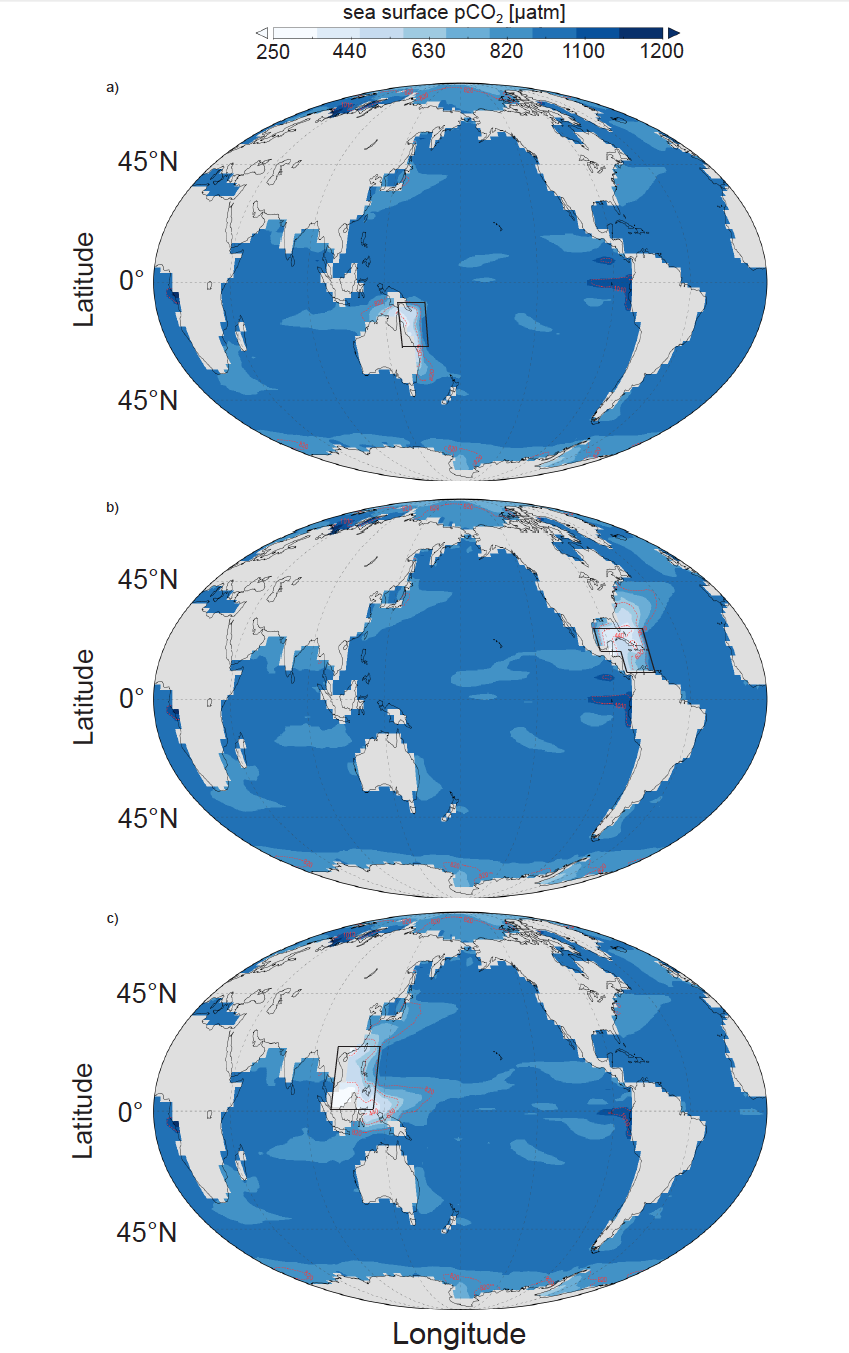 sea surface pCO₂ [µatm]
250 440 630 820 1100 1200
a)
45°N
0°
45°N
Latitude
b)
45°N
0°
45°N
Latitude
c)
45°N
0°
45°N
Latitude
Longitude